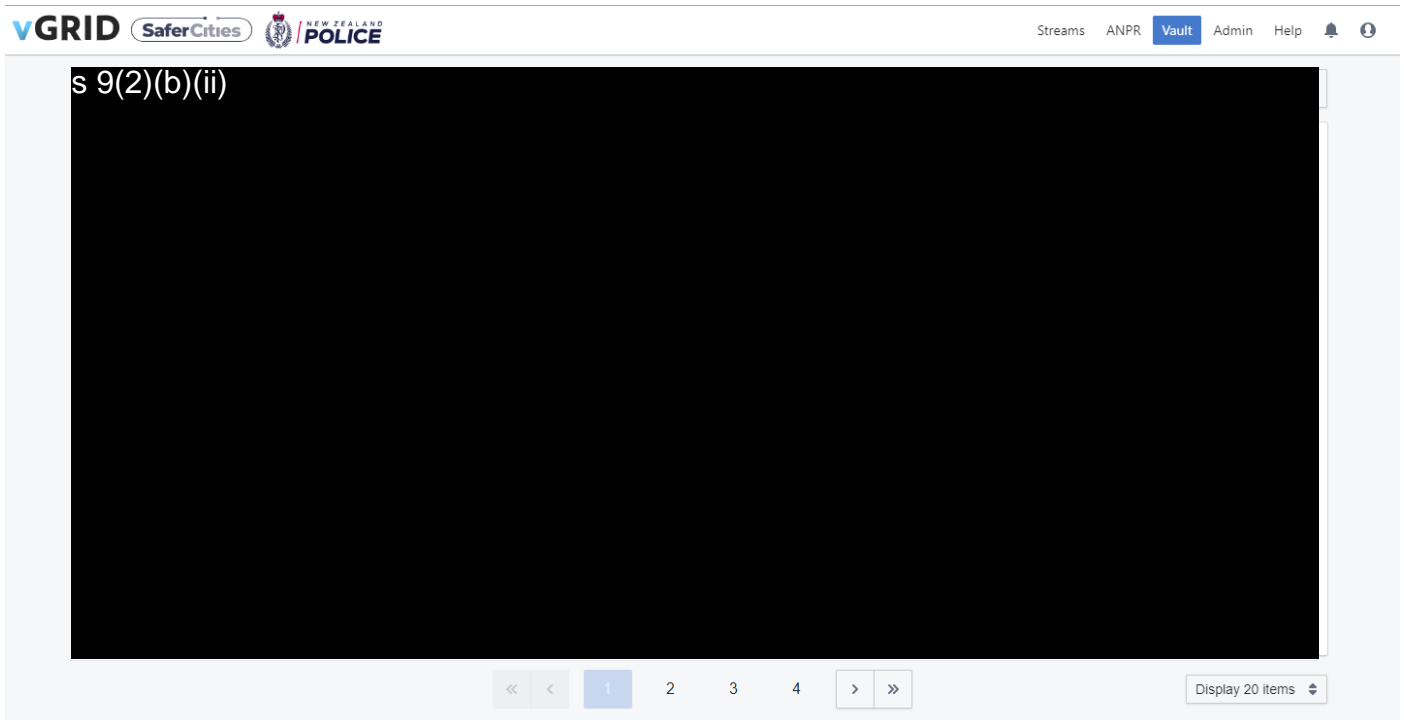 vGRID SaferCities NEW ZEALAND POLICE Streams ANPR Vault Admin Help
s 9(2)(b)(ii)
« ‹ 1 2 3 4 › » Display 20 items